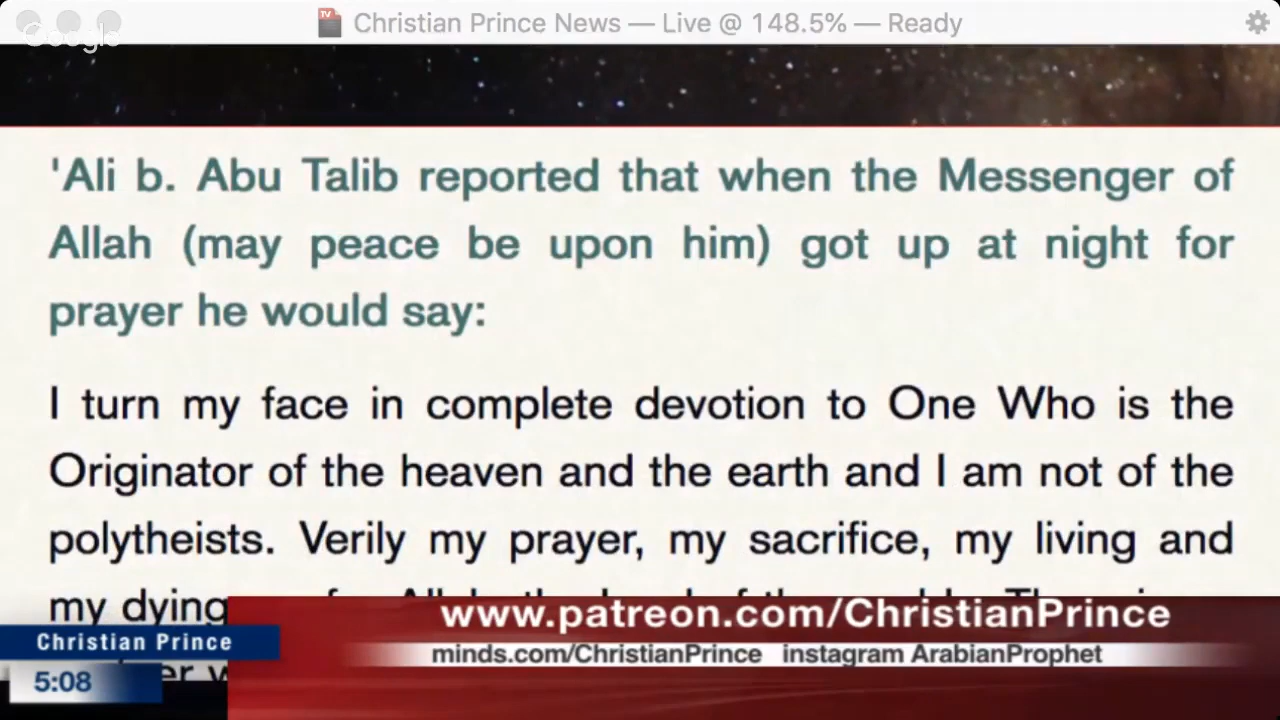 TV
Christian Prince News — Live @ 148.5% — Ready
Google
'Ali b. Abu Talib reported that when the Messenger of
Allah (may peace be upon him) got up at night for
prayer he would say:
I turn my face in complete devotion to One Who is the
Originator of the heaven and the earth and I am not of the
polytheists. Verily my prayer, my sacrifice, my living and
my dying
www.patreon.com/ChristianPrince
Christian Prince
minds.com/ChristianPrince instagram ArabianProphet
5:08